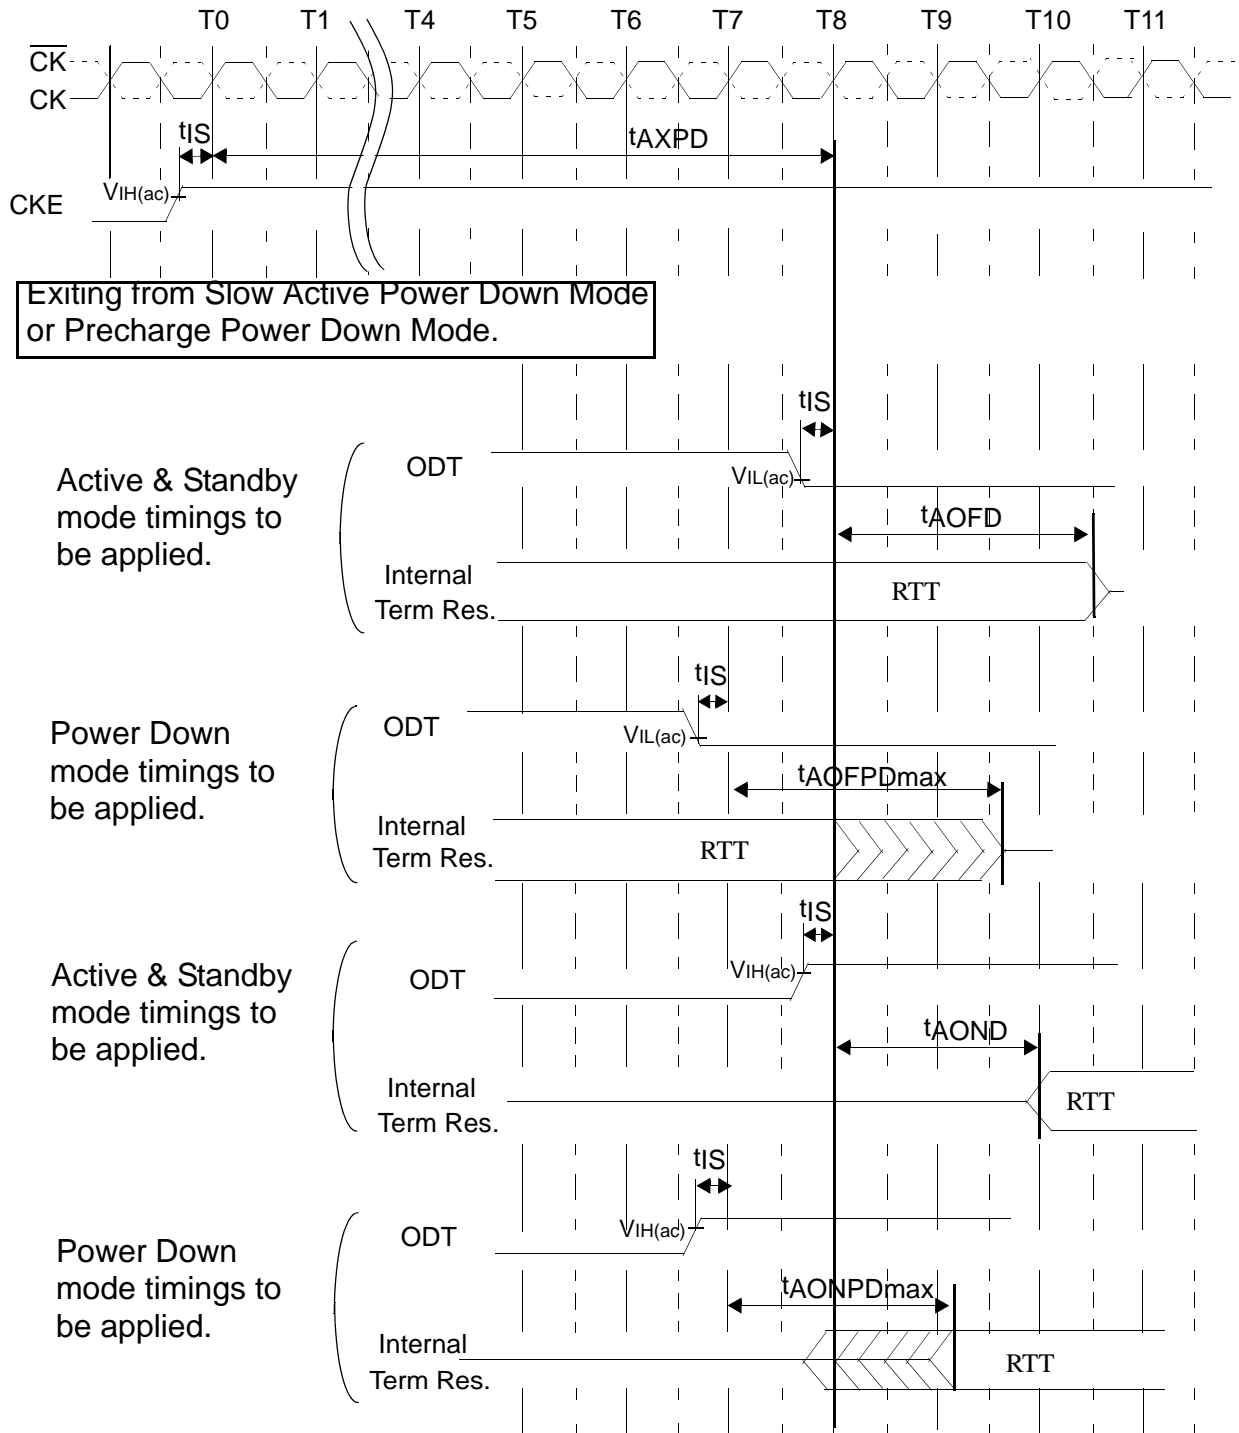 T0 T1 T4 T5 T6 T7 T8 T9 T10 T11
CK
CK
tIS
tAXPD
VIH(ac)
CKE
Exiting from Slow Active Power Down Mode
or Precharge Power Down Mode.
tIS
ODT
VIL(ac)
Active & Standby
mode timings to
be applied.
tAOFD
Internal
Term Res.
RTT
tIS
ODT
VIL(ac)
Power Down
mode timings to
be applied.
tAOFPDmax
Internal
Term Res.
RTT
tIS
Active & Standby
mode timings to
be applied.
ODT
VIH(ac)
tAOND
Internal
Term Res.
RTT
tIS
ODT
VIH(ac)
Power Down
mode timings to
be applied.
tAONPDmax
Internal
Term Res.
RTT